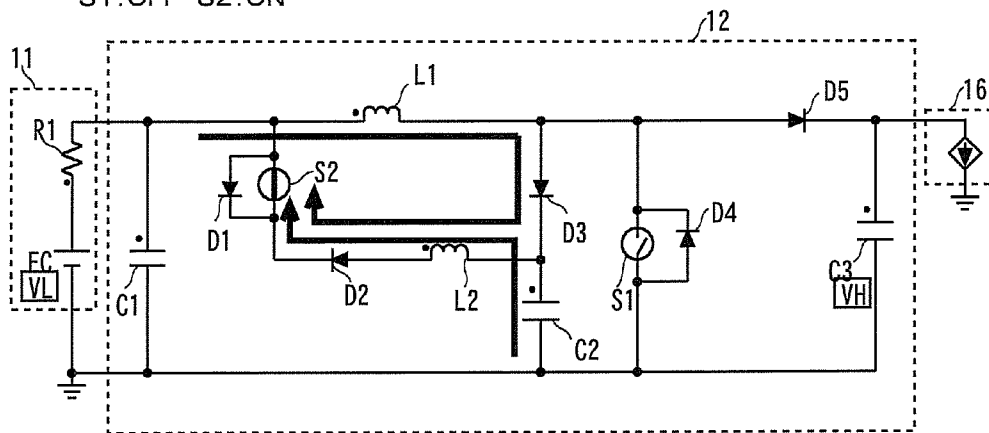 S1:OFF S2:ON
12
11
L1
D5
16
R1
S2
D1
D3
D4
FC
VL
C1
D2
L2
S1
C3
VH
C2